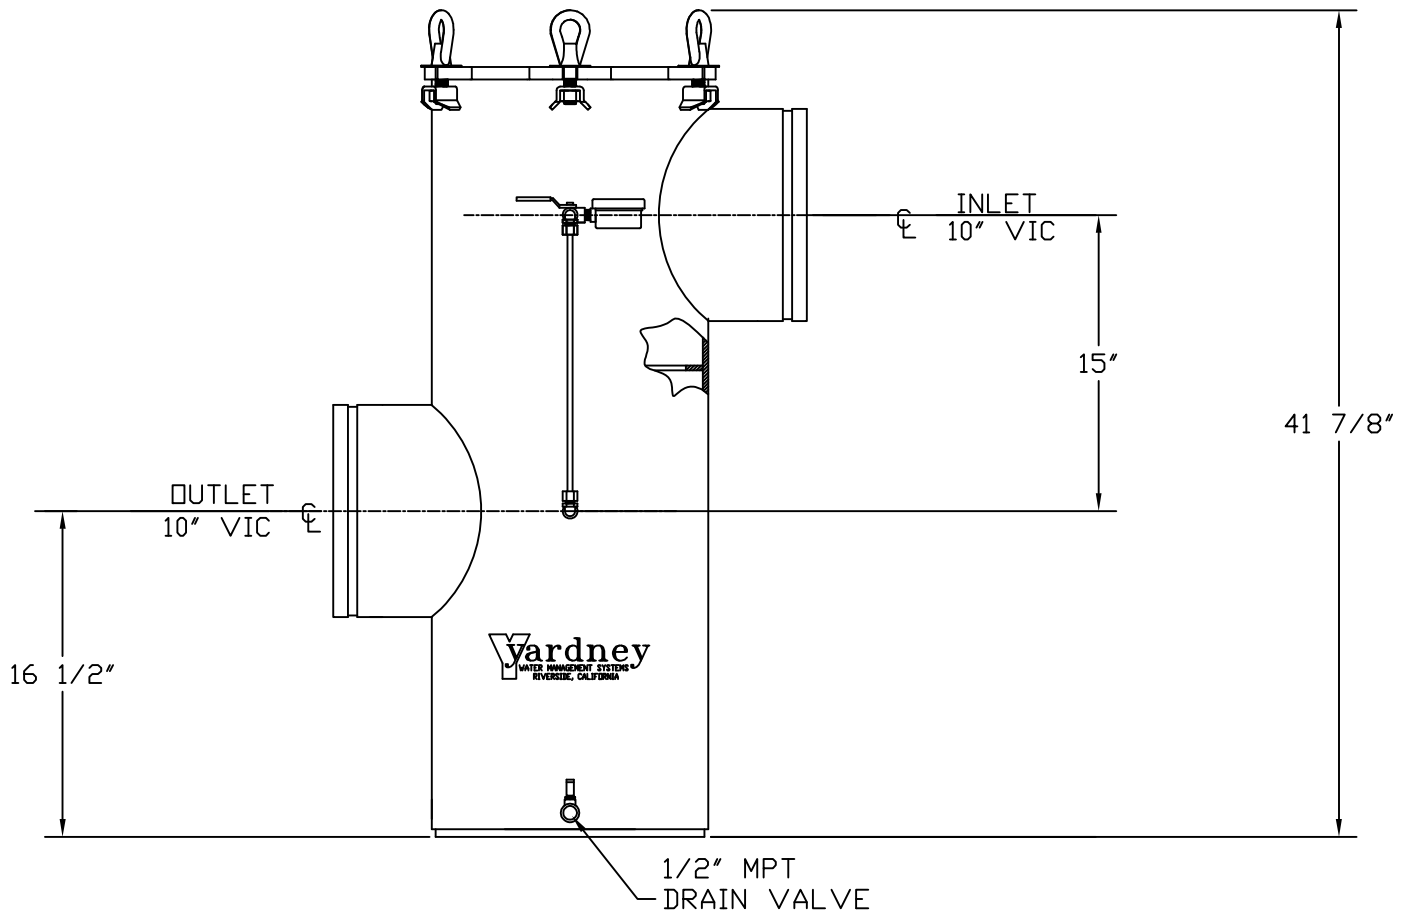 INLET
℄ 10" VIC
15"
41 7/8"
OUTLET
10" VIC ℄
16 1/2"
Yardney
WATER MANAGEMENT SYSTEMS
RIVERSIDE, CALIFORNIA
1/2" MPT
DRAIN VALVE